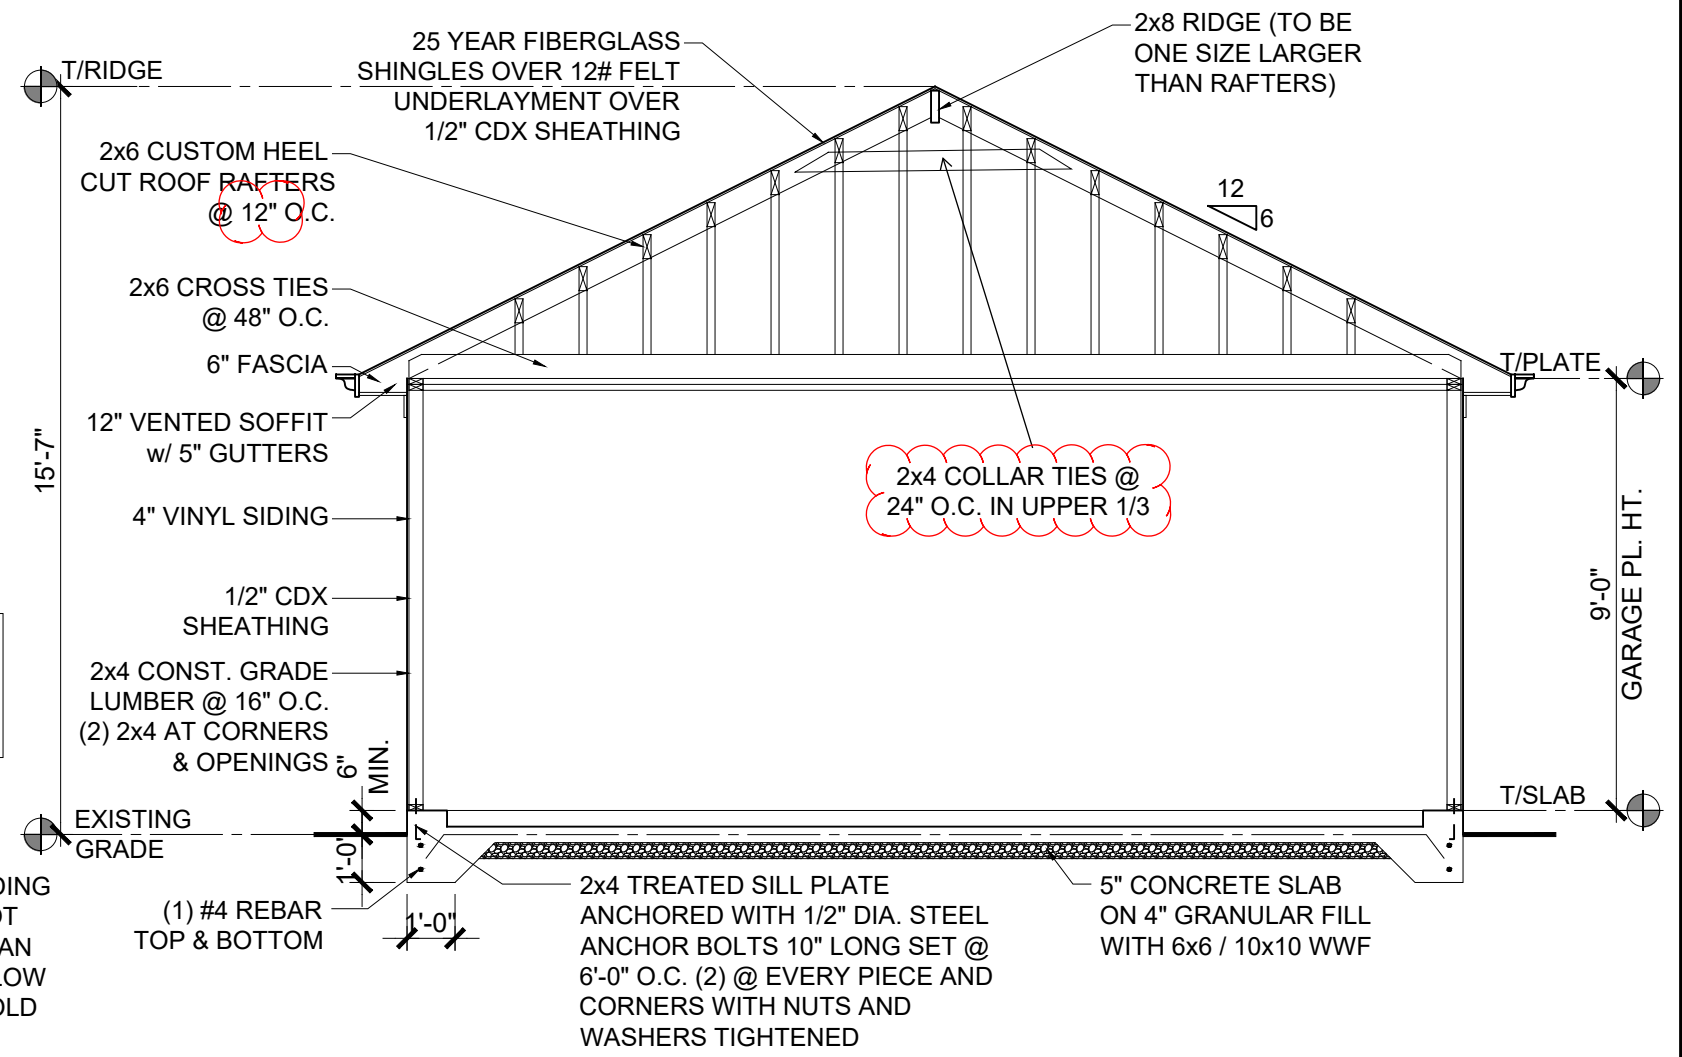 T/RIDGE
25 YEAR FIBERGLASS
SHINGLES OVER 12# FELT
UNDERLAYMENT OVER
1/2" CDX SHEATHING
2x8 RIDGE (TO BE
ONE SIZE LARGER
THAN RAFTERS)
2x6 CUSTOM HEEL
CUT ROOF RAFTERS
@ 12" O.C.
12
6
2x6 CROSS TIES
@ 48" O.C.
6" FASCIA
T/PLATE
12" VENTED SOFFIT
w/ 5" GUTTERS
15'-7"
2x4 COLLAR TIES @
24" O.C. IN UPPER 1/3
4" VINYL SIDING
1/2" CDX
SHEATHING
9'-0"
GARAGE PL. HT.
2x4 CONST. GRADE
LUMBER @ 16" O.C.
(2) 2x4 AT CORNERS
& OPENINGS
6"
MIN.
T/SLAB
EXISTING
GRADE
1'-0"
1'-0"
(1) #4 REBAR
TOP & BOTTOM
2x4 TREATED SILL PLATE
ANCHORED WITH 1/2" DIA. STEEL
ANCHOR BOLTS 10" LONG SET @
6'-0" O.C. (2) @ EVERY PIECE AND
CORNERS WITH NUTS AND
WASHERS TIGHTENED
5" CONCRETE SLAB
ON 4" GRANULAR FILL
WITH 6x6 / 10x10 WWF